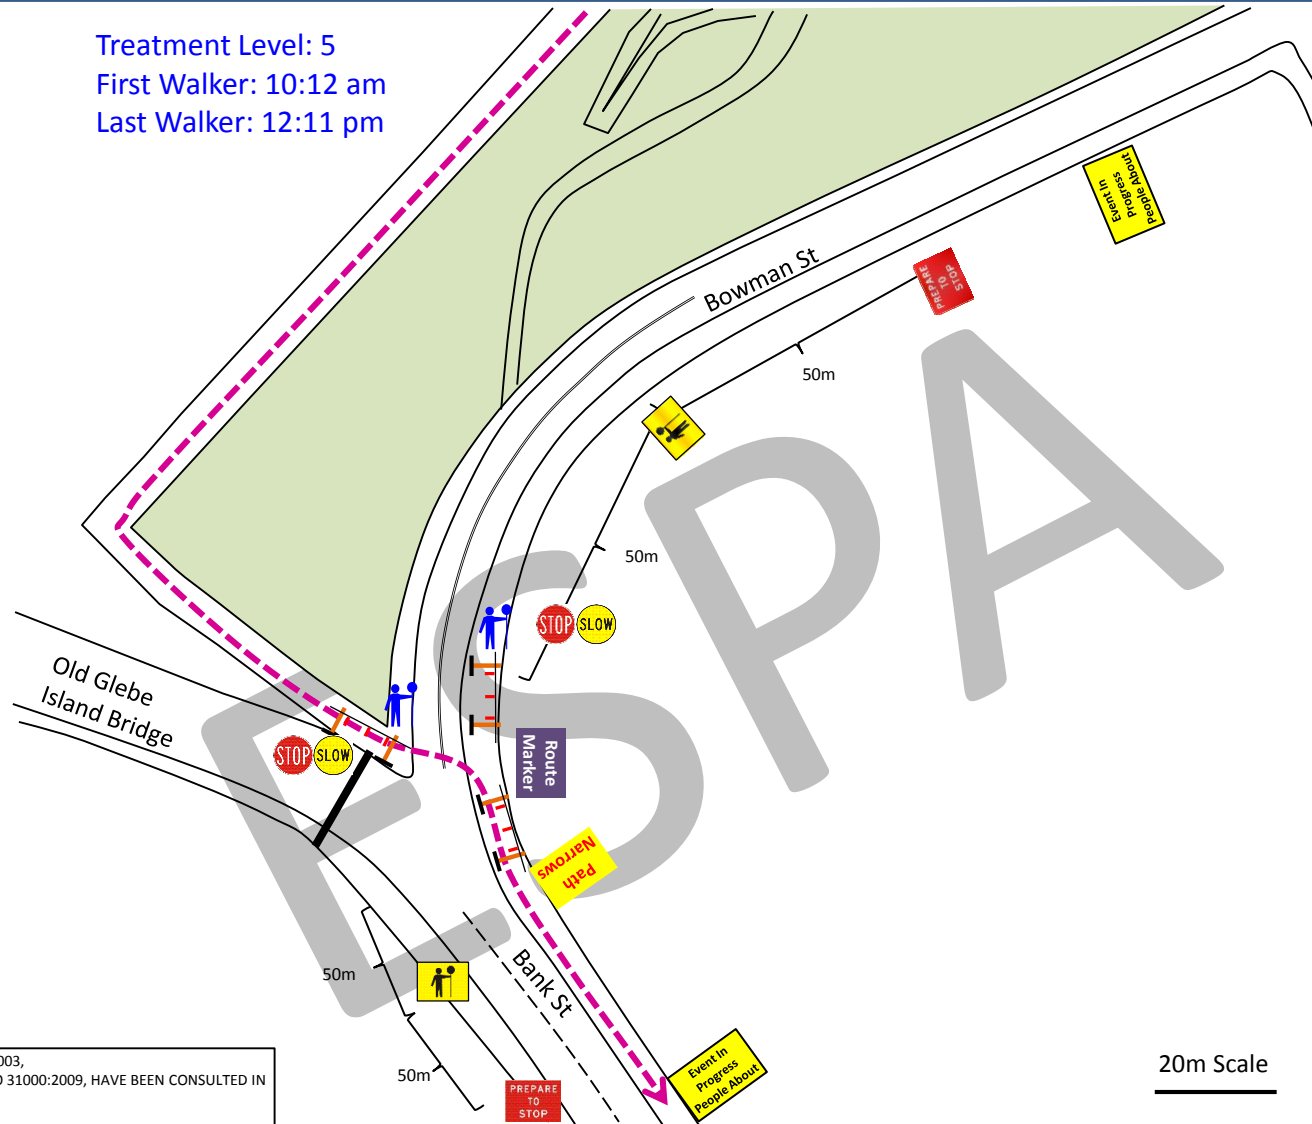 Treatment Level: 5
First Walker: 10:12 am
Last Walker: 12:11 pm
Event In
Progress
People About
PREPARE
TO
STOP
Bowman St
50m
50m
STOP
SLOW
Old Glebe
Island Bridge
STOP
SLOW
Route
Marker
Path
Narrows
Bank St
50m
50m
PREPARE
TO
STOP
Event In
Progress
People About
20m Scale
003,
O 31000:2009, HAVE BEEN CONSULTED IN
ESPA